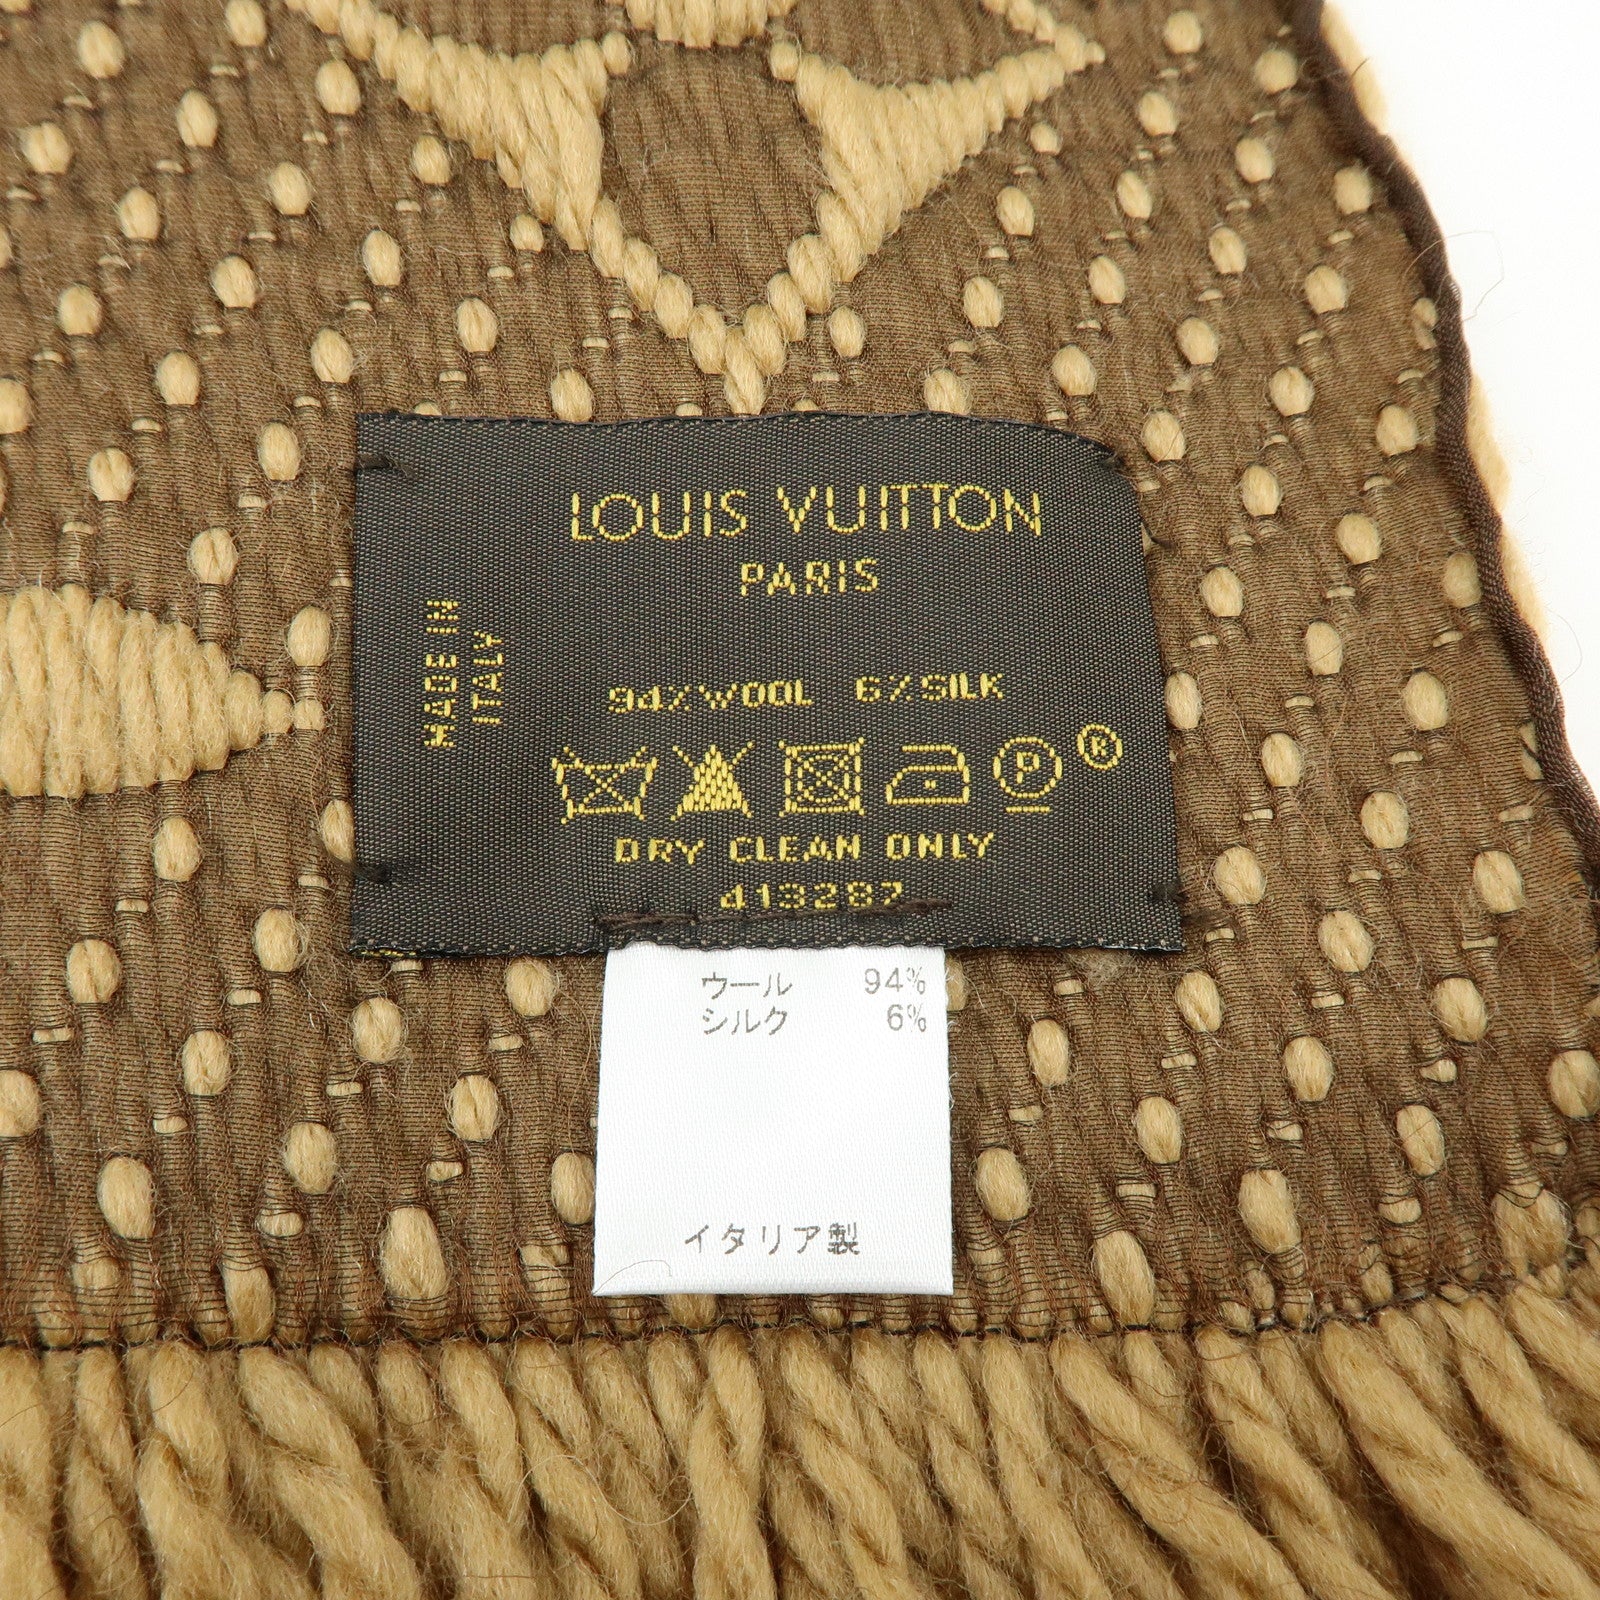 LOUIS VUITTON
PARIS
MADE IN
ITALY
94% WOOL 6% SILK
P
®
DRY CLEAN ONLY
413287
ウール 94%
シルク 6%
イタリア製